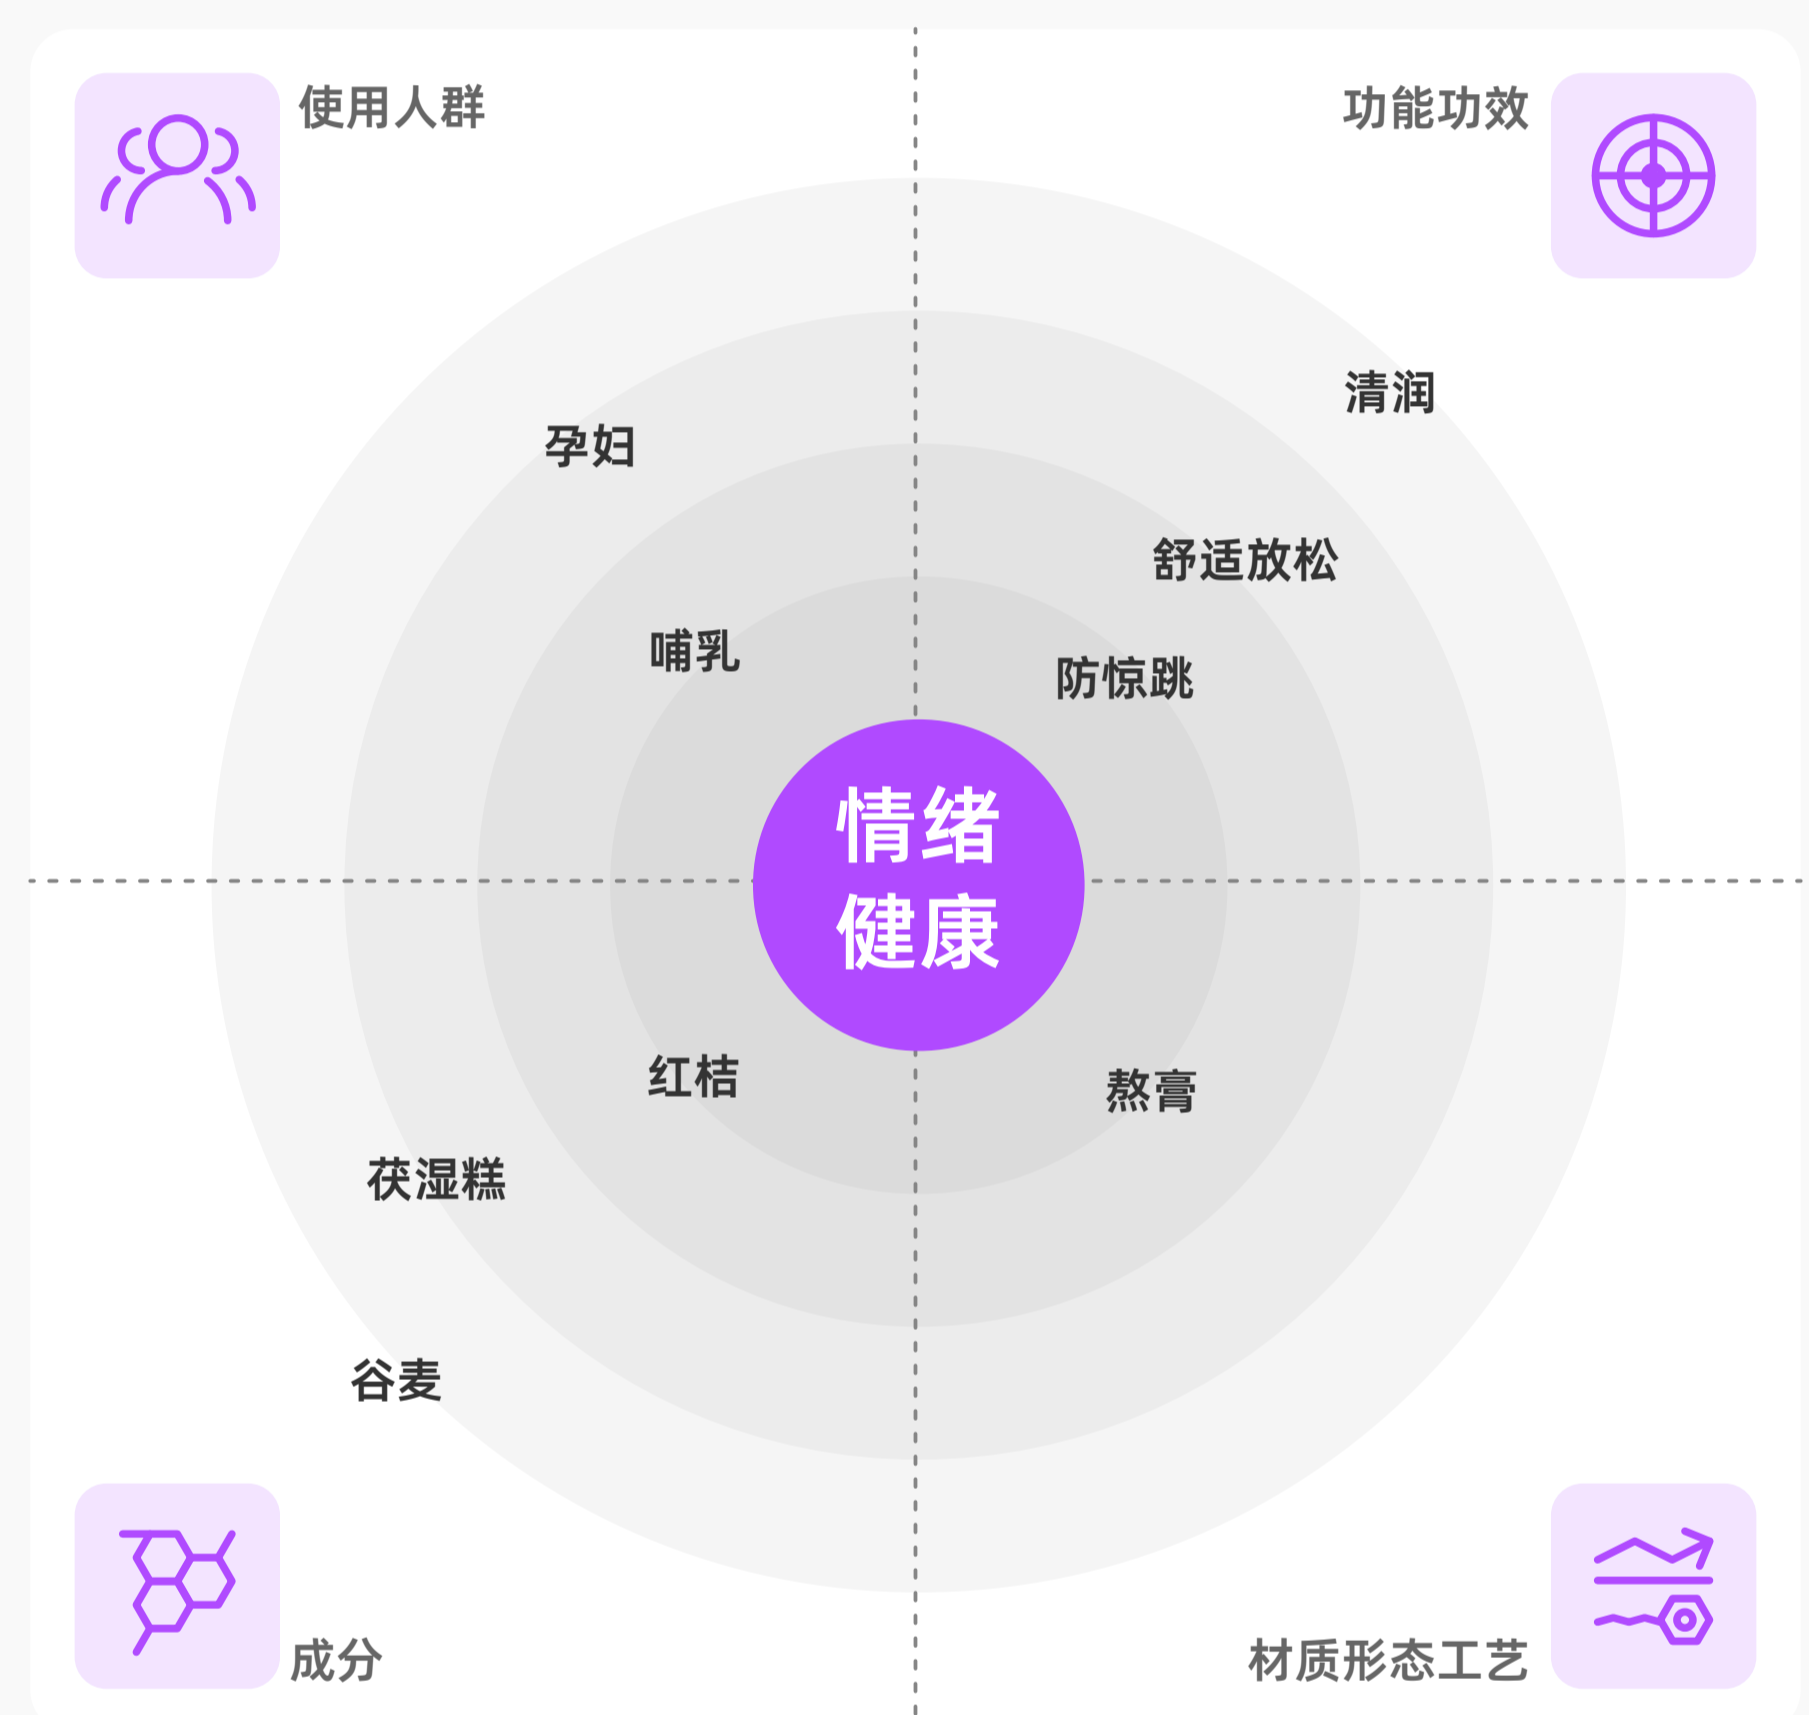 使用人群
功能功效
清润
孕妇
舒适放松
哺乳
防惊跳
情绪
健康
红桔
熬膏
茯湿糕
谷麦
成分
材质形态工艺